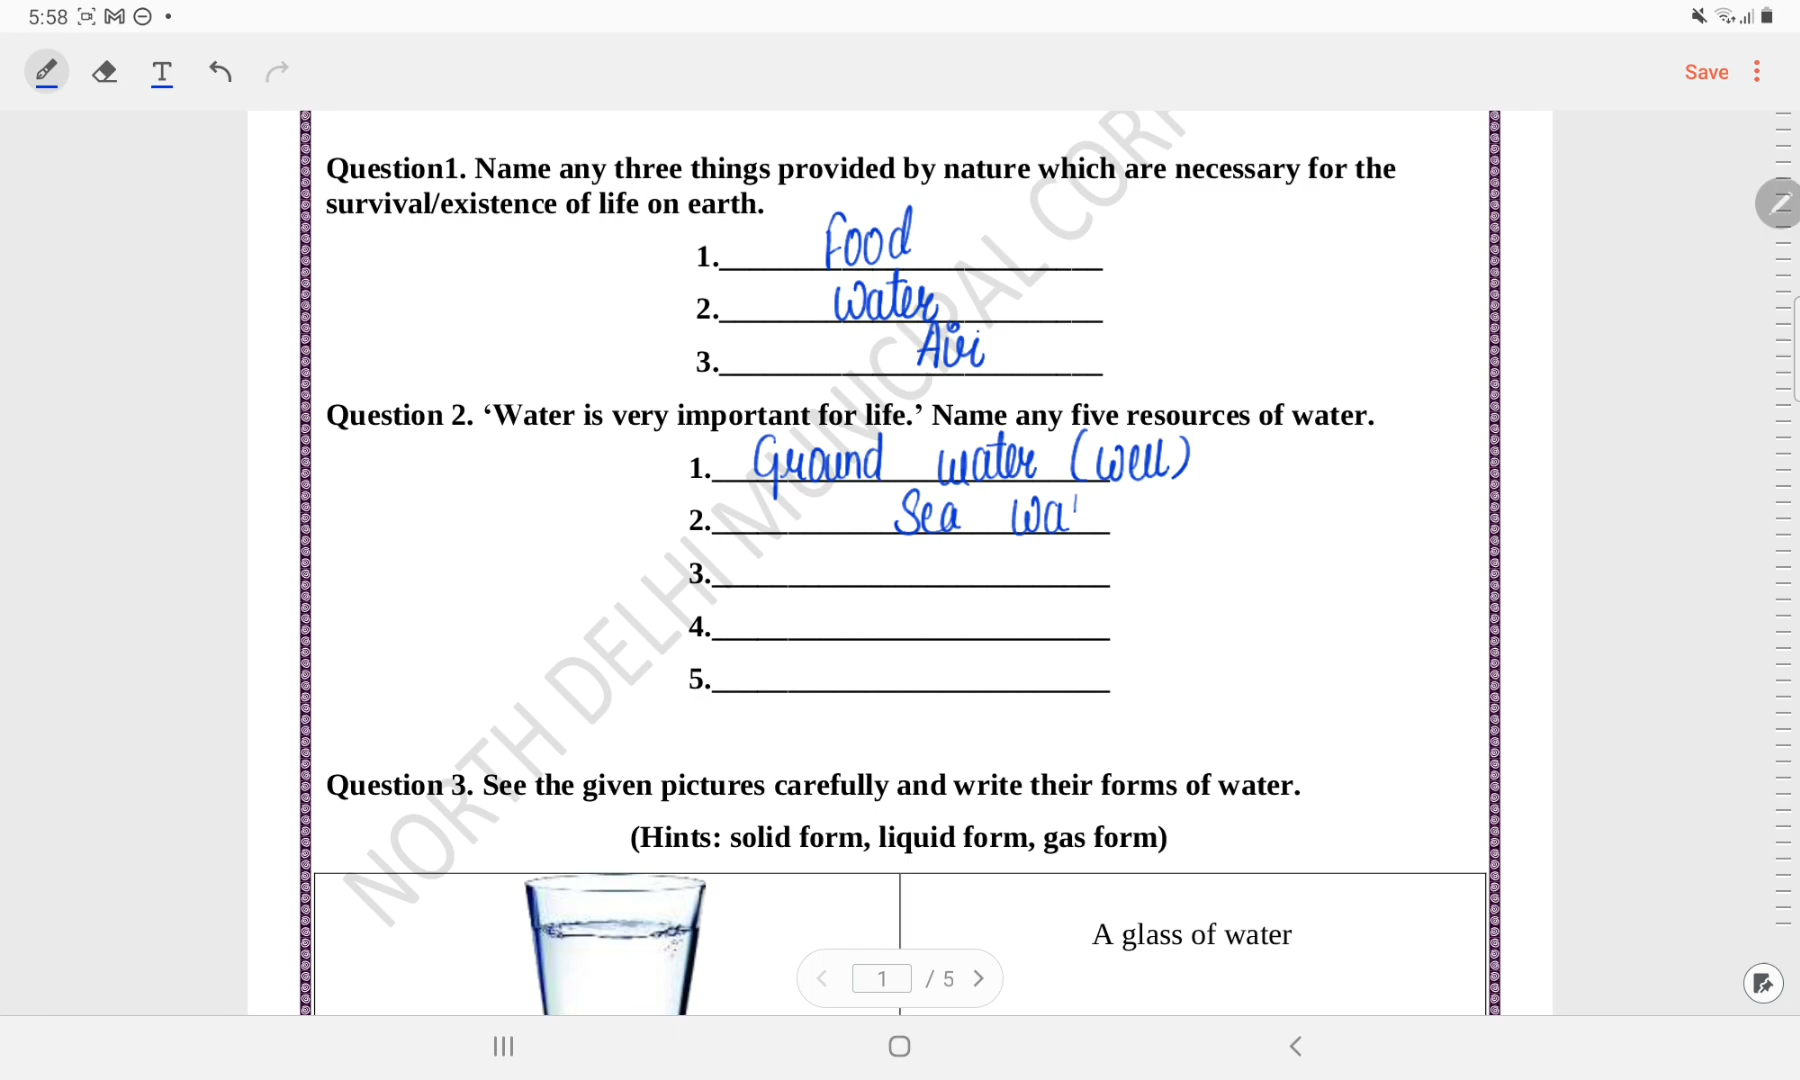 5:58
Save
Question1. Name any three things provided by nature which are necessary for the
survival/existence of life on earth.
1. Food
2. Water
3. Air
Question 2. ‘Water is very important for life.’ Name any five resources of water.
1. Ground water (well)
2. Sea wa
3.
4.
5.
Question 3. See the given pictures carefully and write their forms of water.
(Hints: solid form, liquid form, gas form)
A glass of water
1 / 5
NORTH DELHI MUNICIPAL CORP